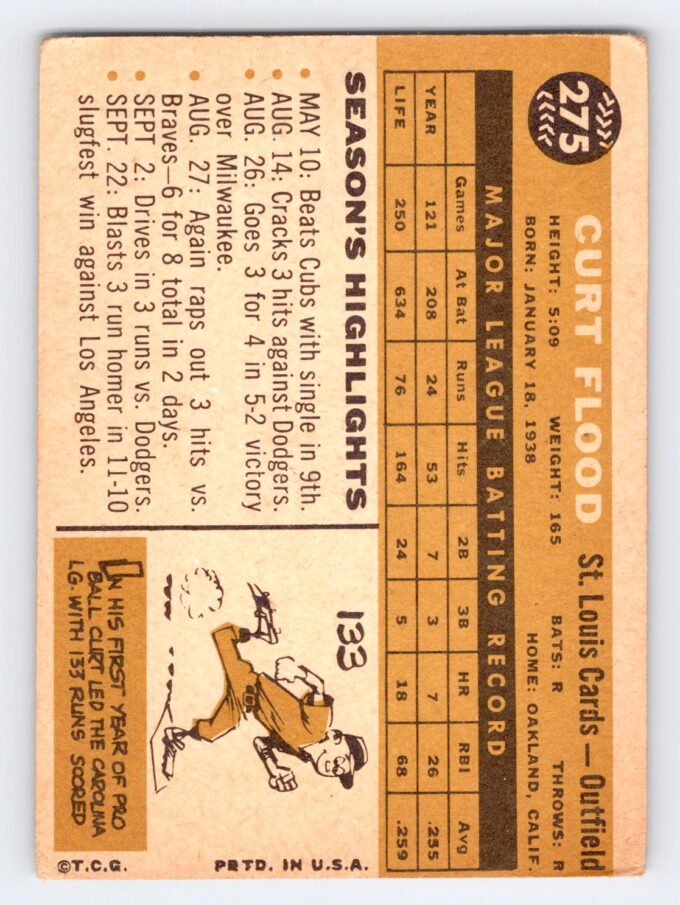 275
CURT FLOOD St. Louis Cards — Outfield
HEIGHT: 5:09 WEIGHT: 165 BATS: R THROWS: R
BORN: JANUARY 18, 1938 HOME: OAKLAND, CALIF.
MAJOR LEAGUE BATTING RECORD
Games At Bat Runs Hits 2B 3B HR RBI Avg
YEAR 121 208 24 53 7 3 7 26 .255
LIFE 250 634 76 164 24 5 18 68 .259
SEASON'S HIGHLIGHTS
• MAY 10: Beats Cubs with single in 9th.
• AUG 14: Cracks 3 hits against Dodgers.
• AUG. 26: Goes 3 for 4 in 5-2 victory
over Milwaukee.
• AUG. 27: Again raps out 3 hits vs.
Braves—6 for 8 total in 2 days.
• SEPT 2: Drives in 3 runs vs. Dodgers.
• SEPT. 22: Blasts 3 run homer in 11-10
slugfest win against Los Angeles.
133
IN HIS FIRST YEAR OF PRO
BALL CURT LED THE CAROLINA
LG. WITH 133 RUNS SCORED
©T.C.G. PRTD. IN U.S.A.